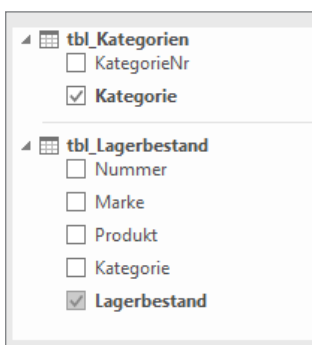 tbl_Kategorien
KategorieNr
Kategorie
tbl_Lagerbestand
Nummer
Marke
Produkt
Kategorie
Lagerbestand